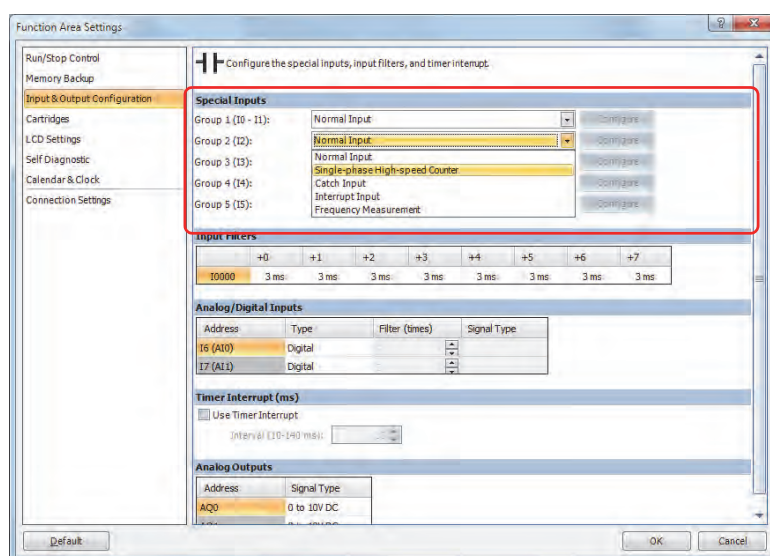 Function Area Settings
Run/Stop Control
Memory Backup
Input & Output Configuration
Cartridges
LCD Settings
Self Diagnostic
Calendar & Clock
Connection Settings
Configure the special inputs, input filters, and timer interrupt.
Special Inputs
Group 1 (I0 - I1): Normal Input Configure
Group 2 (I2): Normal Input Configure
Group 3 (I3): Configure
Group 4 (I4): Configure
Group 5 (I5): Configure
Normal Input
Single-phase High-speed Counter
Catch Input
Interrupt Input
Frequency Measurement
Input Filters
+0 +1 +2 +3 +4 +5 +6 +7
I0000 3 ms 3 ms 3 ms 3 ms 3 ms 3 ms 3 ms 3 ms
Analog/Digital Inputs
Address Type Filter (times) Signal Type
I6 (AI0) Digital
I7 (AI1) Digital
Timer Interrupt (ms)
Use Timer Interrupt
Interval (10-140 ms):
Analog Outputs
Address Signal Type
AQ0 0 to 10V DC
Default OK Cancel